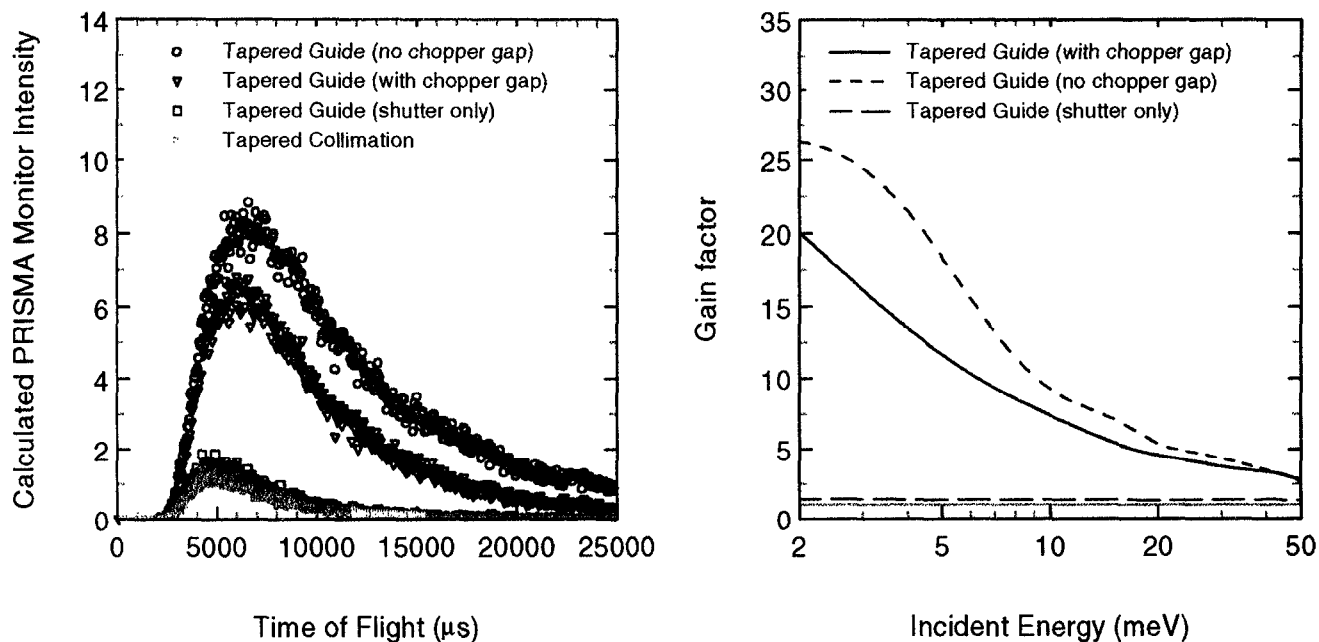 Calculated PRISMA Monitor Intensity
14
12
10
8
6
4
2
0
Tapered Guide (no chopper gap)
Tapered Guide (with chopper gap)
Tapered Guide (shutter only)
Tapered Collimation
0 5000 10000 15000 20000 25000
Time of Flight (μs)
Gain factor
35
30
25
20
15
10
5
0
Tapered Guide (with chopper gap)
Tapered Guide (no chopper gap)
Tapered Guide (shutter only)
2 5 10 20 50
Incident Energy (meV)